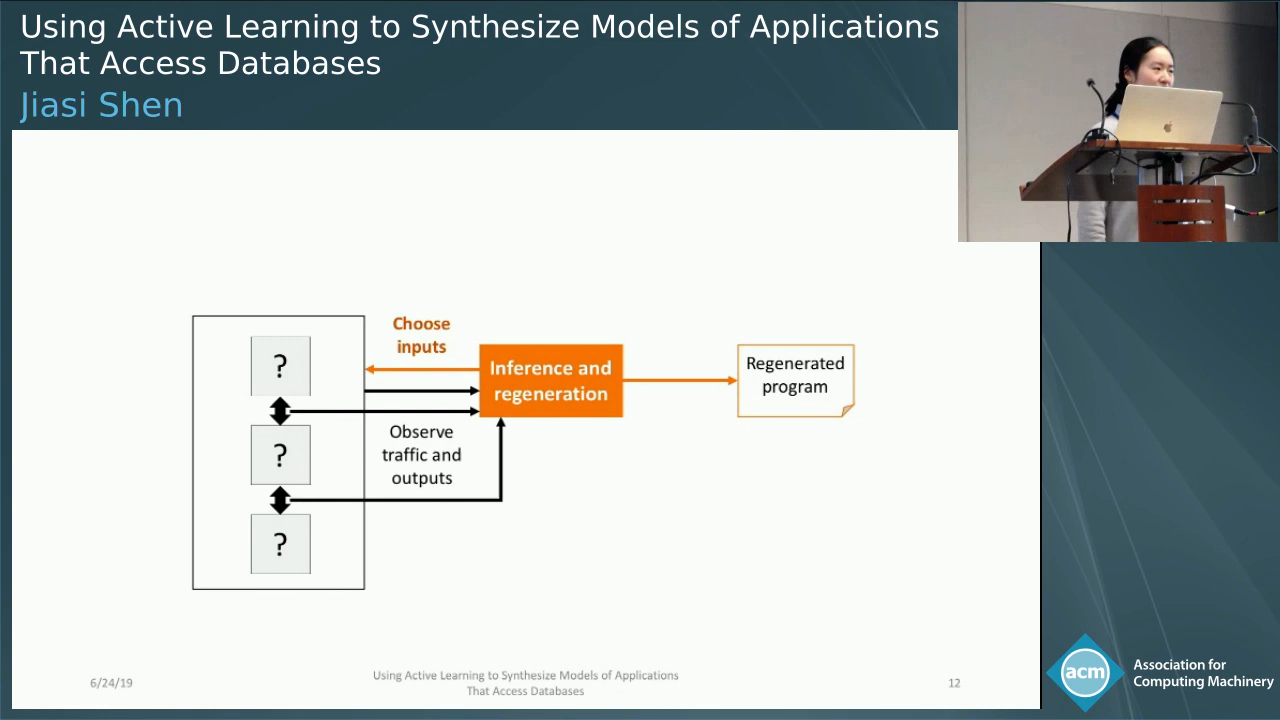 Using Active Learning to Synthesize Models of Applications
That Access Databases
Jiasi Shen
Choose
inputs
?
Inference and
regeneration
Regenerated
program
Observe
traffic and
outputs
?
?
6/24/19
Using Active Learning to Synthesize Models of Applications
That Access Databases
12
acm
Association for
Computing Machinery